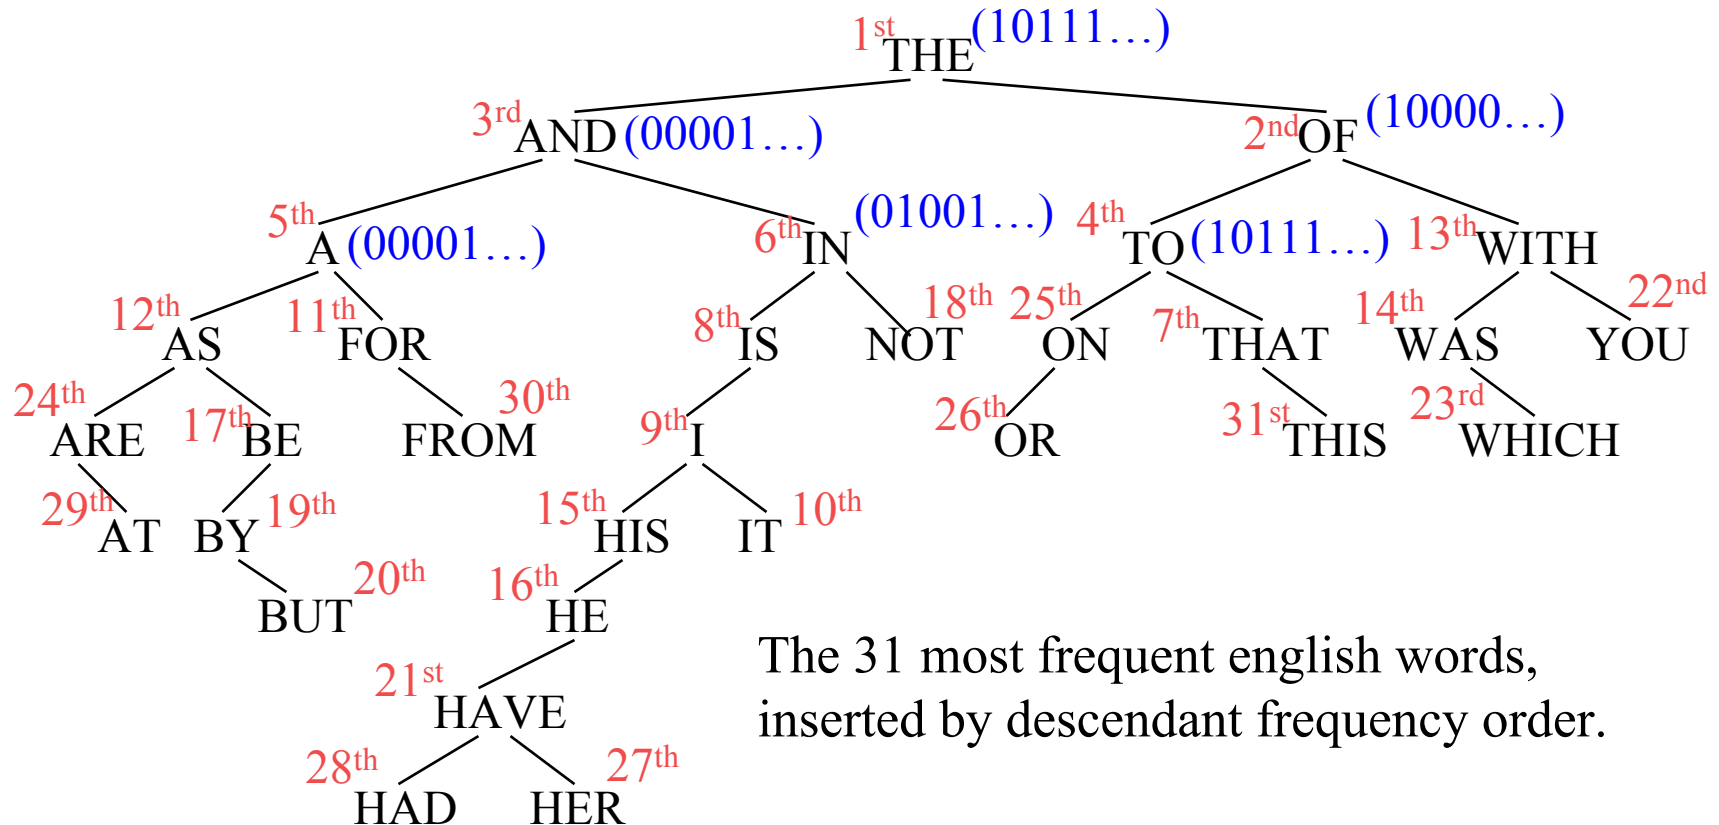 1st THE (10111…)
3rd AND (00001…) 2nd OF (10000…)
5th A (00001…) 6th IN (01001…) 4th TO (10111…) 13th WITH
12th AS 11th FOR 8th IS 18th NOT 25th ON 7th THAT 14th WAS 22nd YOU
24th ARE 17th BE 30th FROM 9th I 26th OR 31st THIS 23rd WHICH
29th AT BY 19th 15th HIS IT 10th
BUT 20th 16th HE
21st HAVE
28th HAD HER 27th
The 31 most frequent english words,
inserted by descendant frequency order.